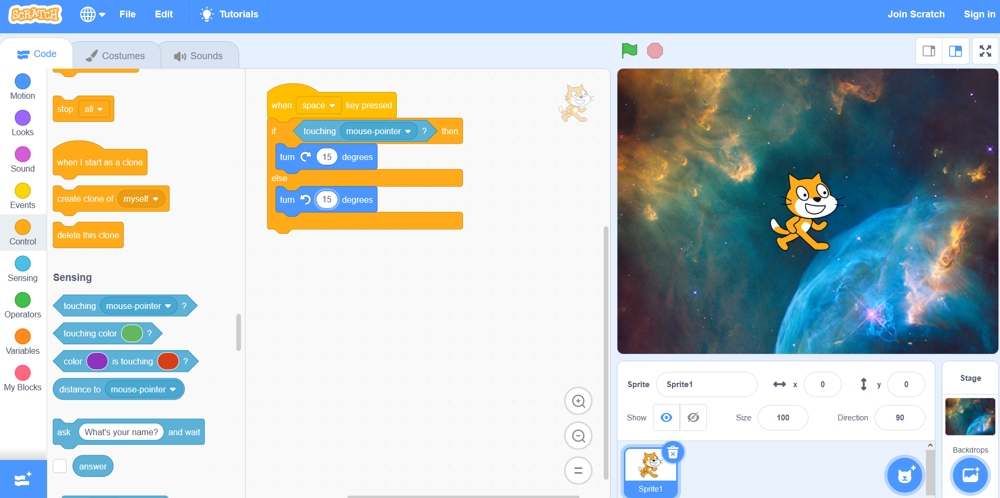 SCRATCH File Edit Tutorials Join Scratch Sign in
Code Costumes Sounds
Motion
Looks
Sound
Events
Control
Sensing
Operators
Variables
My Blocks
stop all
when I start as a clone
create clone of myself
delete this clone
Sensing
touching mouse-pointer ?
touching color ?
color is touching ?
distance to mouse-pointer
ask What's your name? and wait
answer
when space key pressed
if touching mouse-pointer ? then
turn 15 degrees
else
turn 15 degrees
Sprite Sprite1 x 0 y 0
Show Size 100 Direction 90
Sprite1
Stage
Backdrops